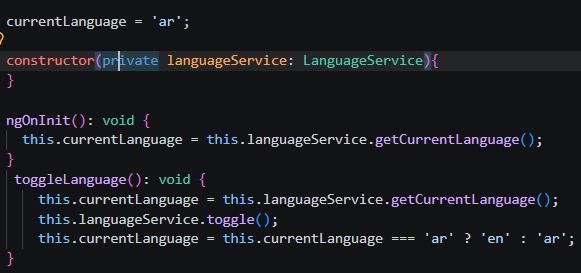 currentLanguage = 'ar';
constructor(private languageService: LanguageService){
}
ngOnInit(): void {
this.currentLanguage = this.languageService.getCurrentLanguage();
}
toggleLanguage(): void {
this.currentLanguage = this.languageService.getCurrentLanguage();
this.languageService.toggle();
this.currentLanguage = this.currentLanguage === 'ar' ? 'en' : 'ar';
}